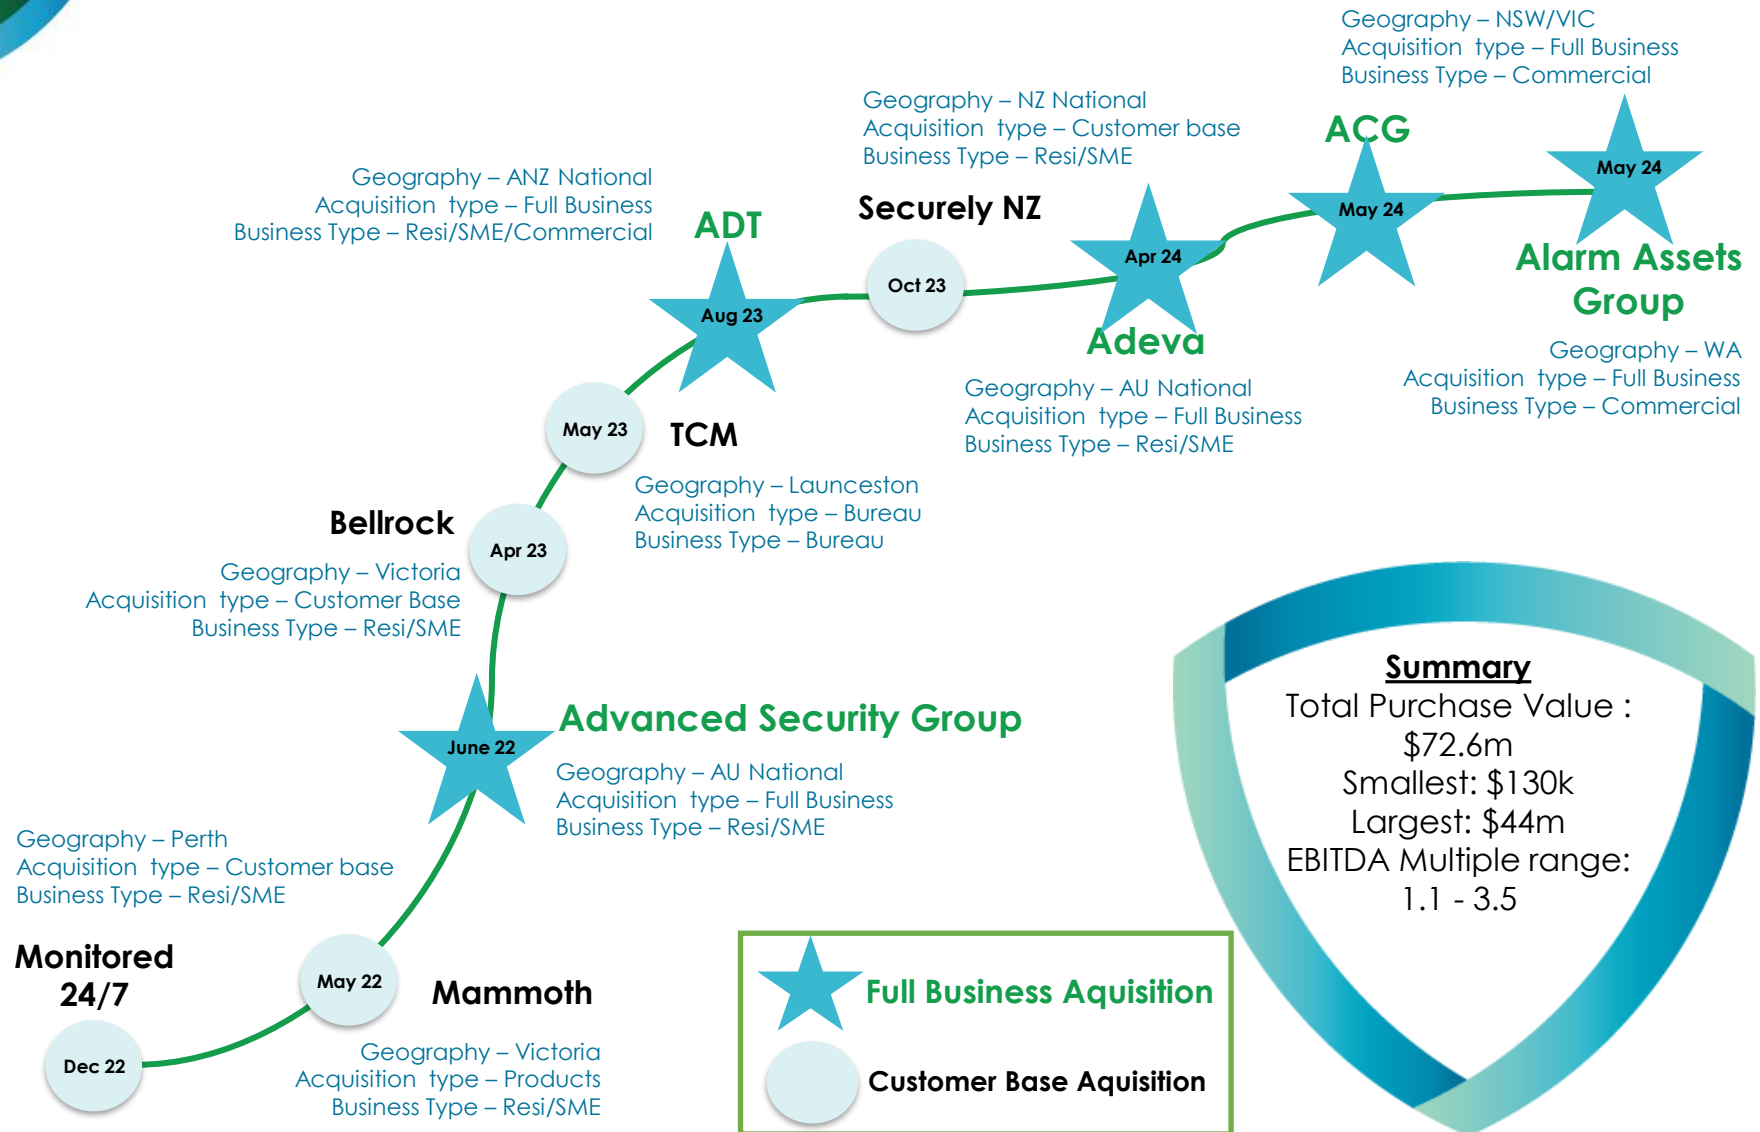 Geography – NSW/VIC
Acquisition  type – Full Business
Business Type – Commercial
ACG
May 24
May 24
Alarm Assets
Group
Geography – WA
Acquisition  type – Full Business
Business Type – Commercial
Geography – NZ National
Acquisition  type – Customer base
Business Type – Resi/SME
Securely NZ
Oct 23
Apr 24
Adeva
Geography – AU National
Acquisition  type – Full Business
Business Type – Resi/SME
Geography – ANZ National
Acquisition  type – Full Business
Business Type – Resi/SME/Commercial
ADT
Aug 23
May 23
TCM
Geography – Launceston
Acquisition  type – Bureau
Business Type – Bureau
Bellrock
Apr 23
Geography – Victoria
Acquisition  type – Customer Base
Business Type – Resi/SME
June 22
Advanced Security Group
Geography – AU National
Acquisition  type – Full Business
Business Type – Resi/SME
Geography – Perth
Acquisition  type – Customer base
Business Type – Resi/SME
Monitored
24/7
Dec 22
May 22
Mammoth
Geography – Victoria
Acquisition  type – Products
Business Type – Resi/SME
Full Business Aquisition
Customer Base Aquisition
Summary
Total Purchase Value :
$72.6m
Smallest: $130k
Largest: $44m
EBITDA Multiple range:
1.1 - 3.5